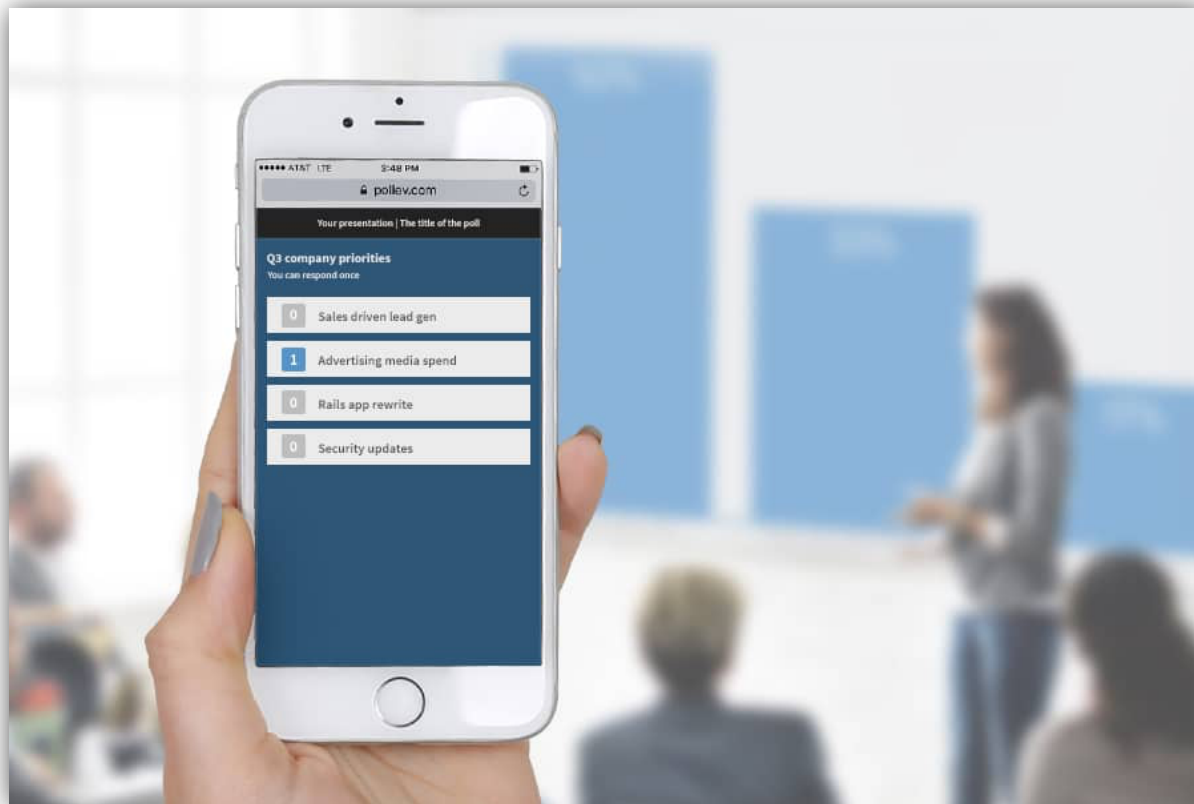 AT&T LTE 3:48 PM
pollev.com
Your presentation | The title of the poll
Q3 company priorities
You can respond once
0 Sales driven lead gen
1 Advertising media spend
0 Rails app rewrite
0 Security updates